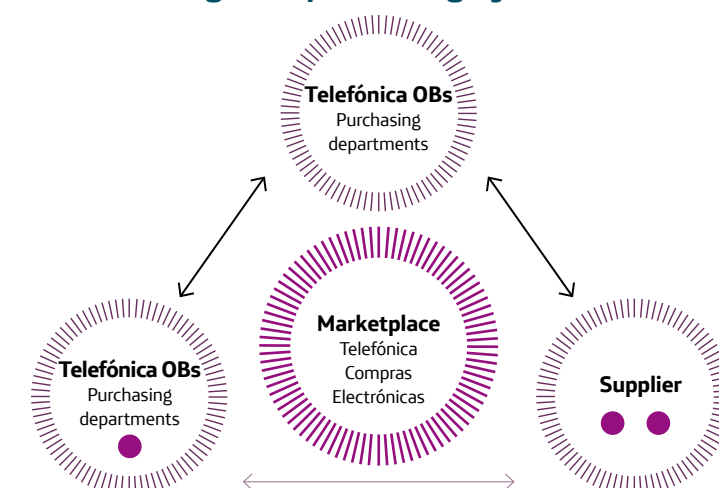 Telefónica OBs
Purchasing
departments
Marketplace
Telefónica
Compras
Electrónicas
Telefónica OBs
Purchasing
departments
Supplier